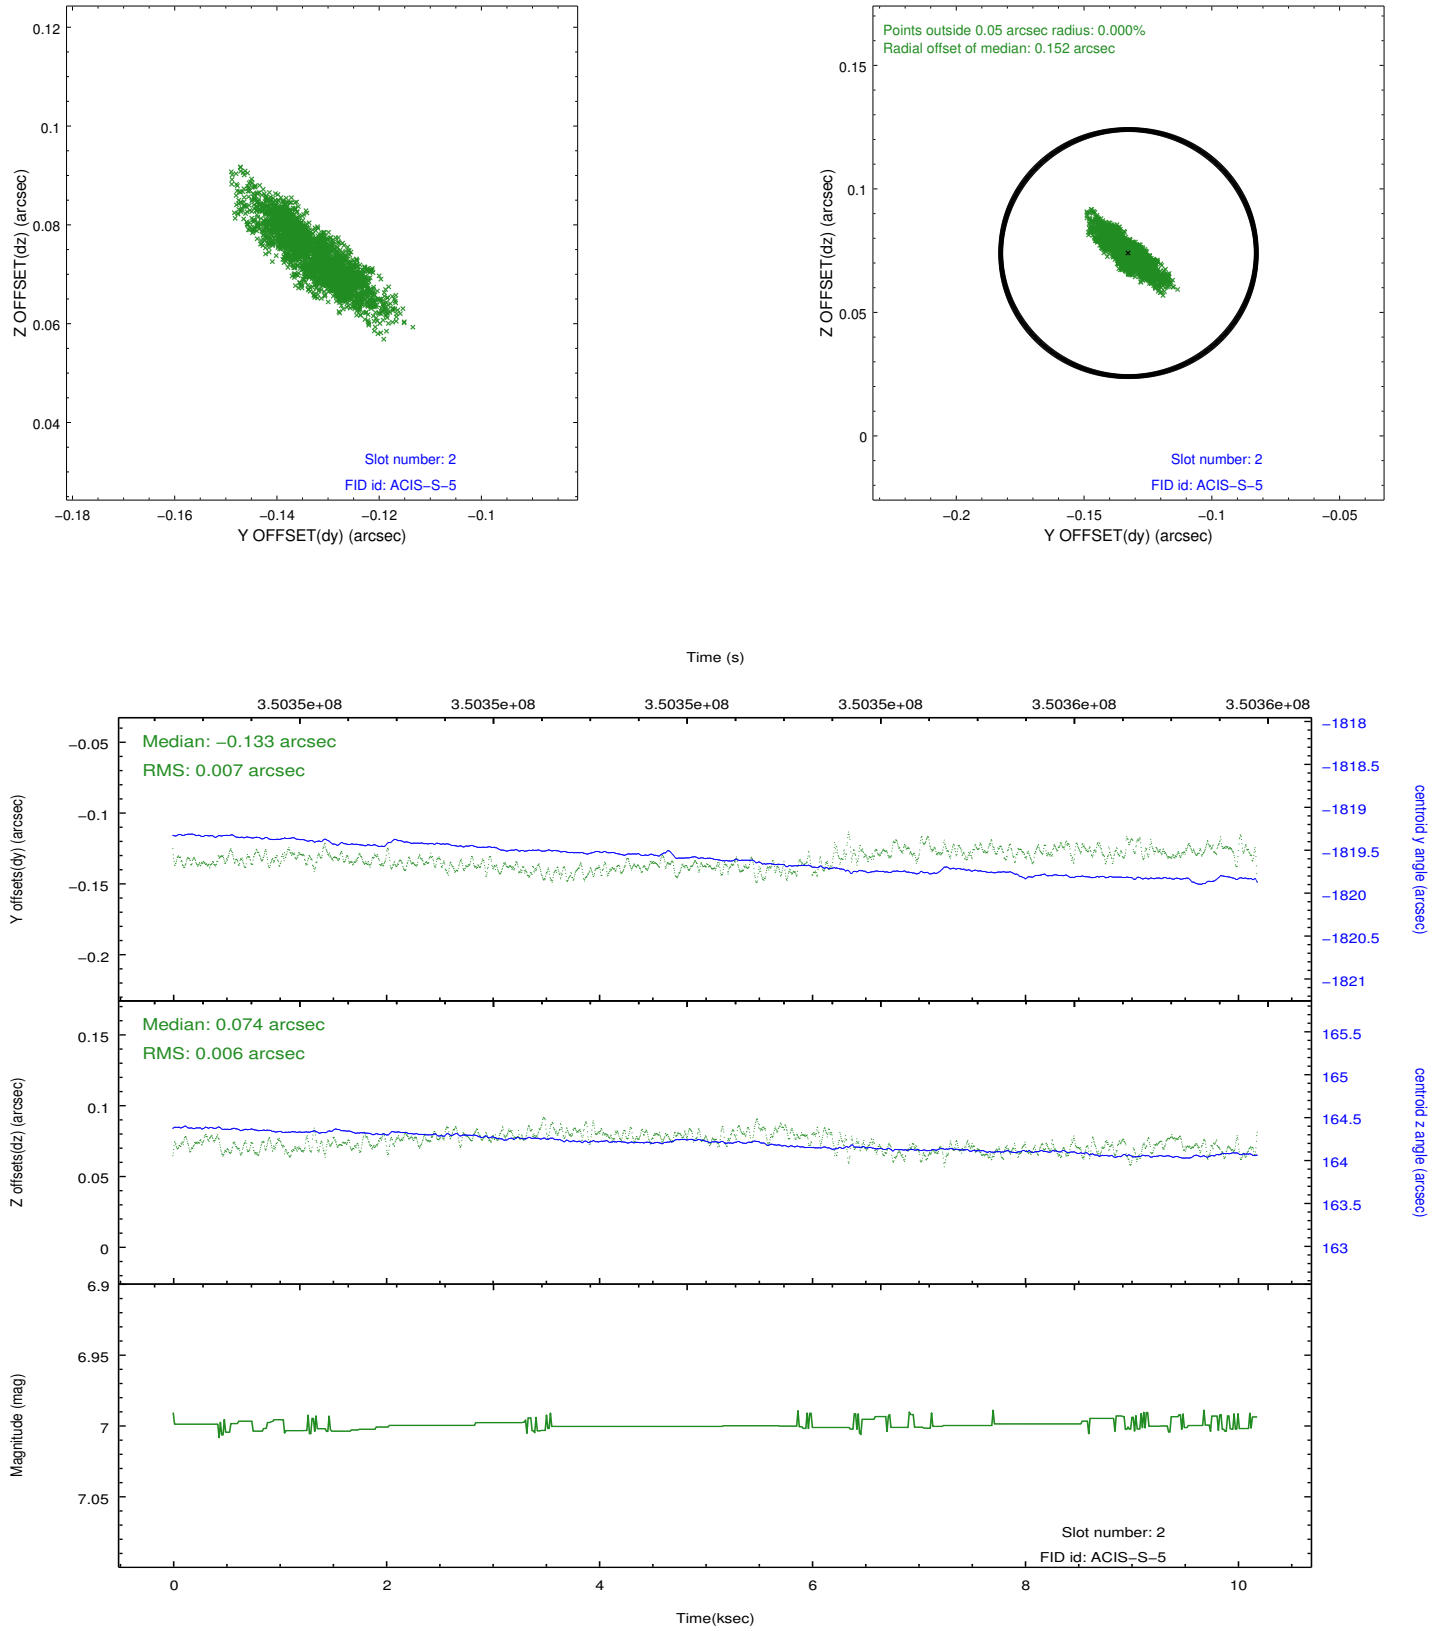 0.12
0.1
0.08
0.06
0.04
Z OFFSET(dz) (arcsec)
Slot number: 2
FID id: ACIS−S−5
−0.18
−0.16
−0.14
−0.12
−0.1
Y OFFSET(dy) (arcsec)
Points outside 0.05 arcsec radius: 0.000%
Radial offset of median: 0.152 arcsec
0.15
0.1
0.05
0
Z OFFSET(dz) (arcsec)
Slot number: 2
FID id: ACIS−S−5
−0.2
−0.15
−0.1
−0.05
Y OFFSET(dy) (arcsec)
Time (s)
3.5035e+08
3.5035e+08
3.5035e+08
3.5035e+08
3.5036e+08
3.5036e+08
Median: −0.133 arcsec
RMS: 0.007 arcsec
−0.05
−0.1
−0.15
−0.2
Y offsets(dy) (arcsec)
−1818
−1818.5
−1819
−1819.5
−1820
−1820.5
−1821
centroid y angle (arcsec)
Median: 0.074 arcsec
RMS: 0.006 arcsec
0.15
0.1
0.05
0
Z offsets(dz) (arcsec)
165.5
165
164.5
164
163.5
163
centroid z angle (arcsec)
6.9
6.95
7
7.05
Magnitude (mag)
Slot number: 2
FID id: ACIS−S−5
0
2
4
6
8
10
Time(ksec)